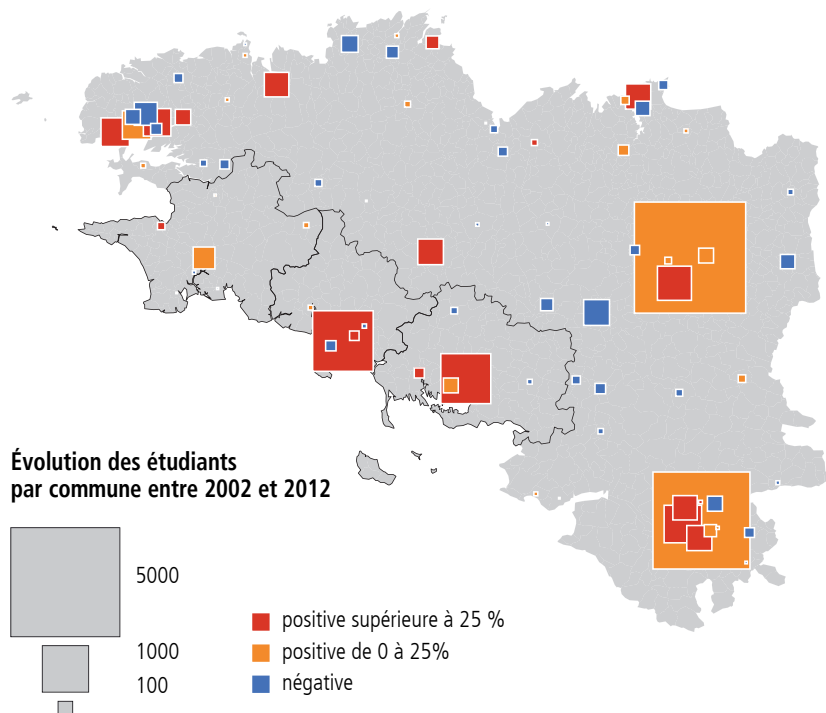 Évolution des étudiants
par commune entre 2002 et 2012
5000
1000
100
positive supérieure à 25 %
positive de 0 à 25%
négative